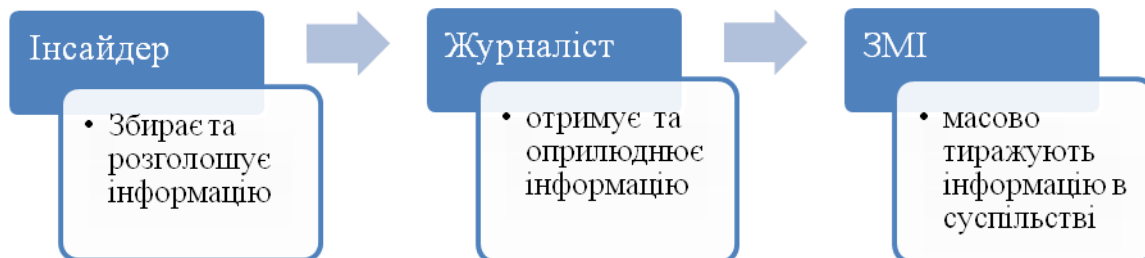 Інсайдер
• Збирає та
розголошує
інформацію
Журналіст
• отримує та
оприлюднює
інформацію
ЗМІ
• масово
тиражують
інформацію в
суспільстві